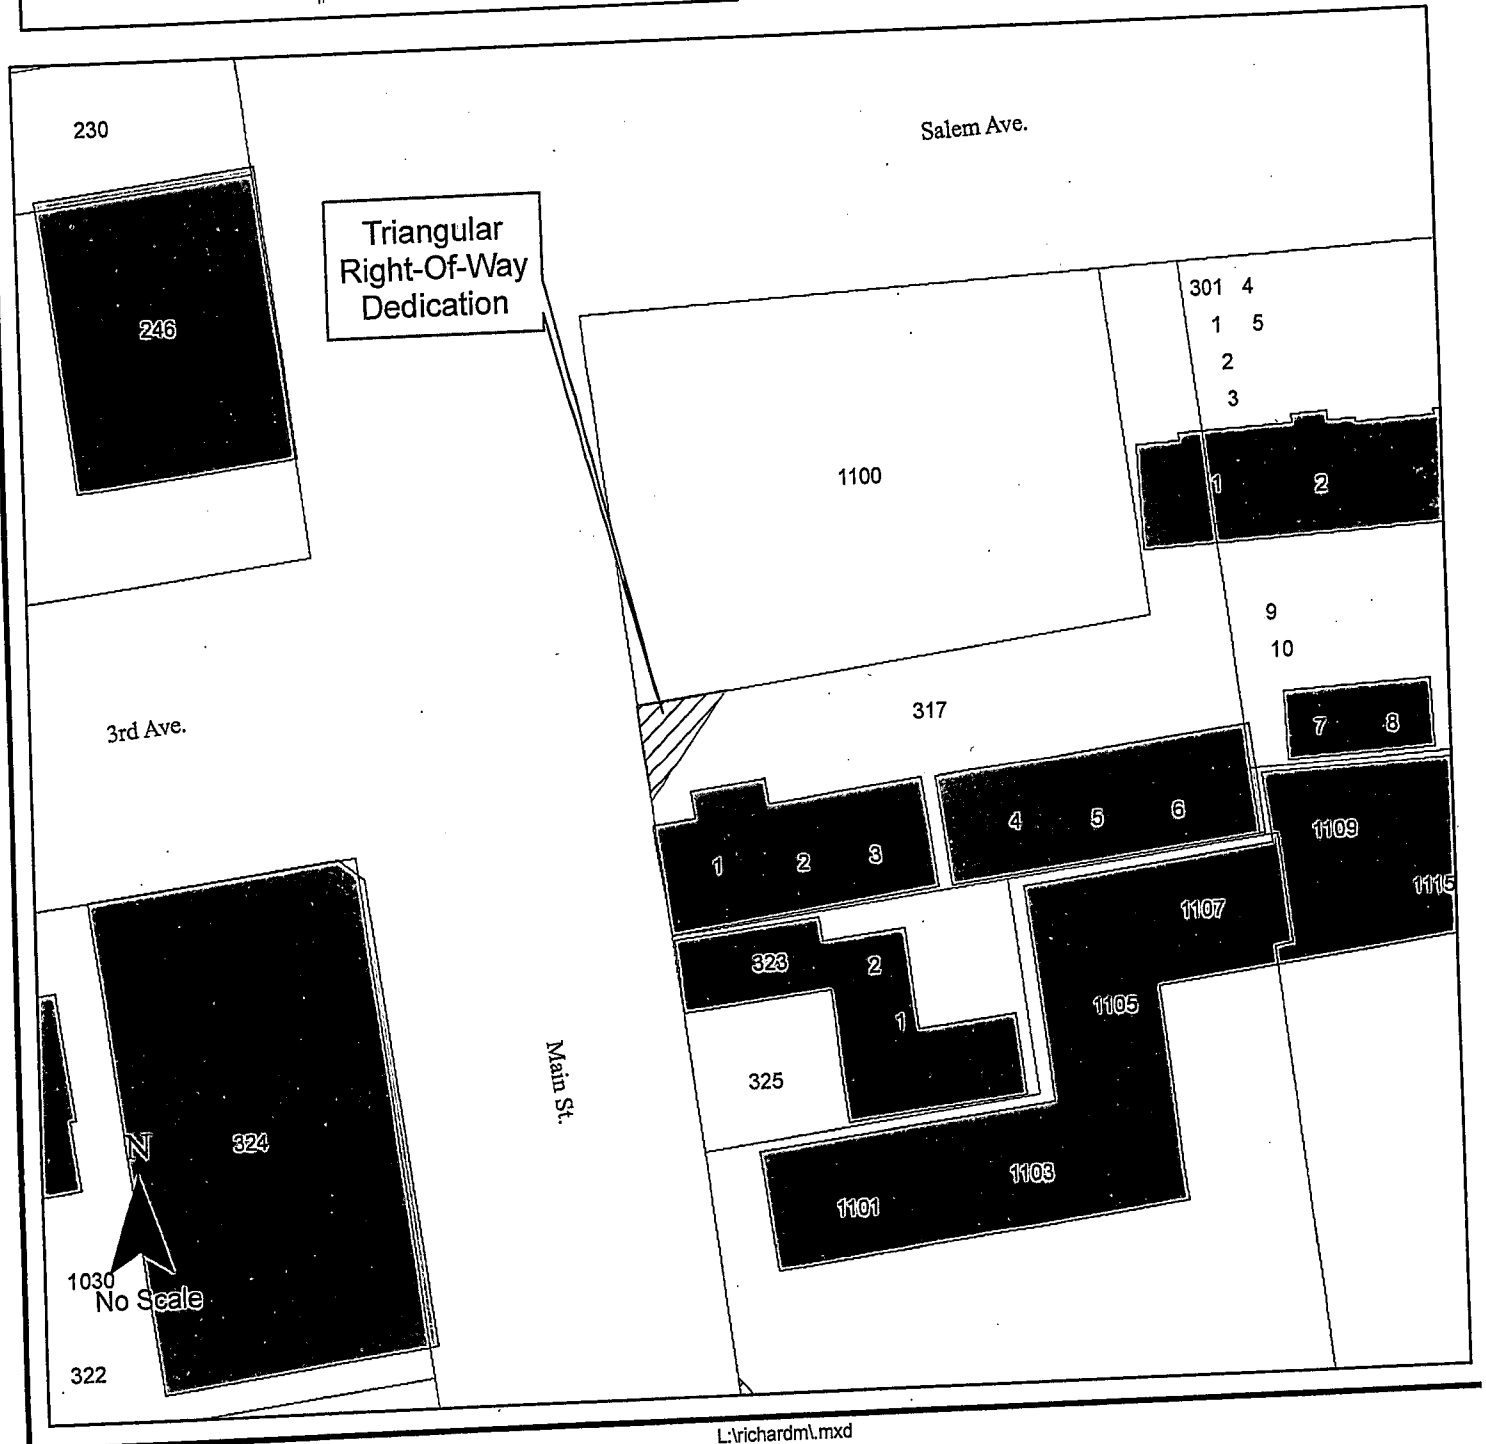 230
Salem Ave.
Triangular
Right-Of-Way
Dedication
301 4
1 5
2
3
246
1100
1 2
9
10
3rd Ave.
317
7 8
4 5 6
1109
1 2 3
1115
1107
323 2
1105
1
Main St.
325
N
324
1103
1101
1030
No Scale
322
L:\richardm\.mxd